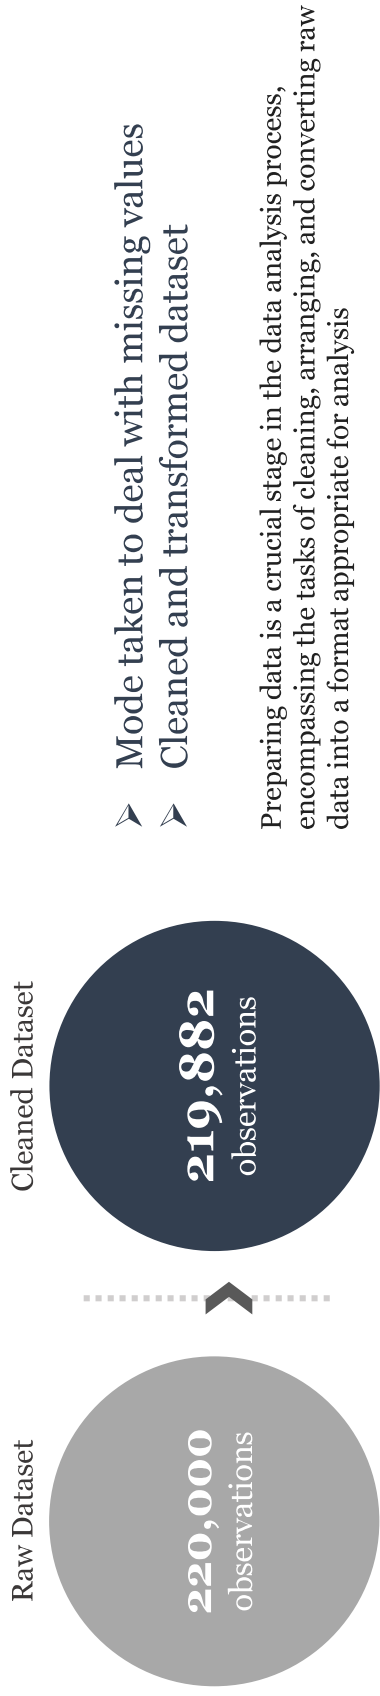 Raw Dataset
220,000
observations
Cleaned Dataset
219,882
observations
➢ Mode taken to deal with missing values
➢ Cleaned and transformed dataset
Preparing data is a crucial stage in the data analysis process,
encompassing the tasks of cleaning, arranging, and converting raw
data into a format appropriate for analysis